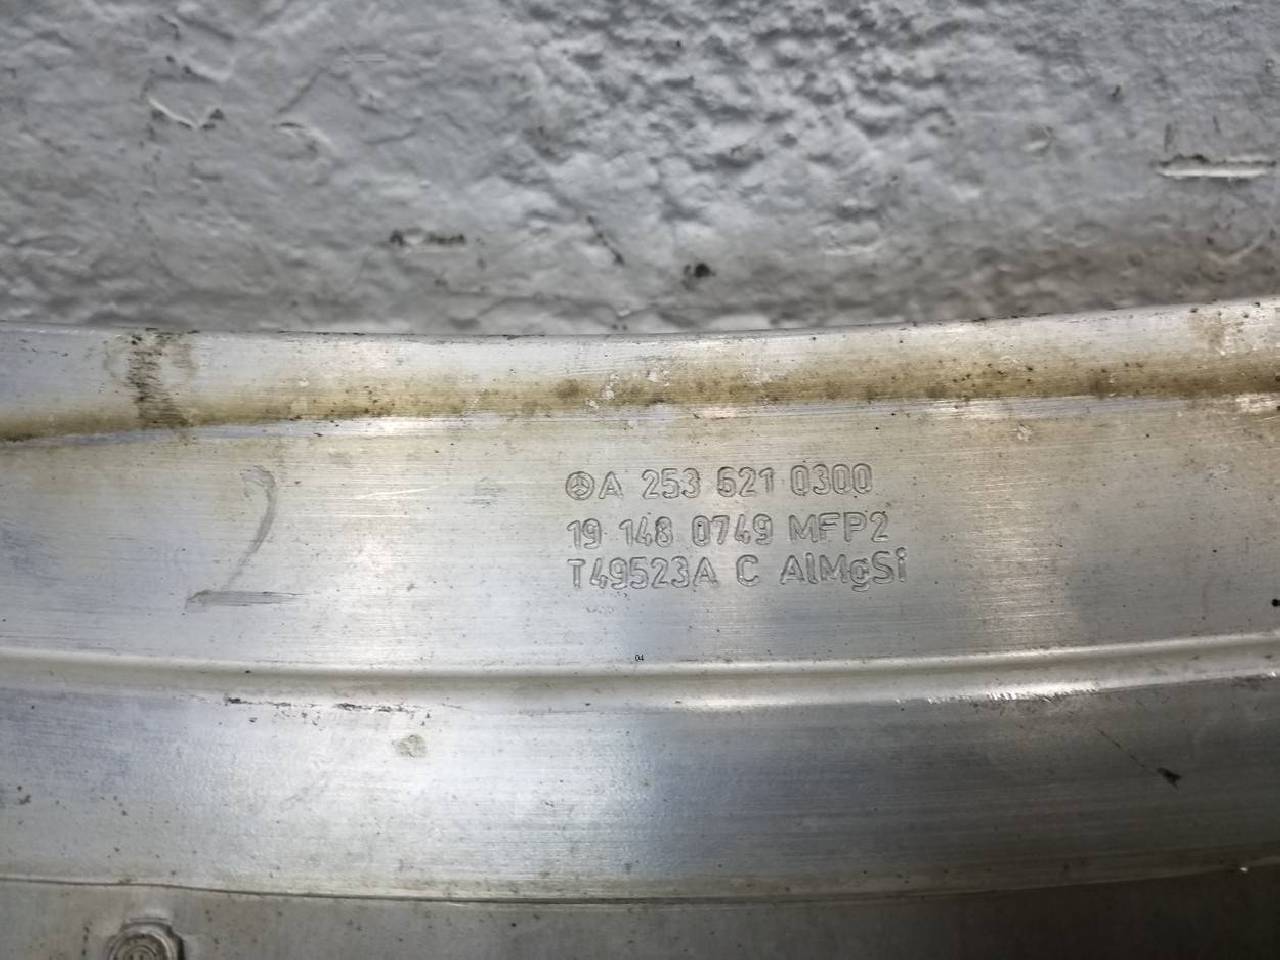 2
A 253 621 0300
19 148 0749 MFP2
T49523A C AlMgSi